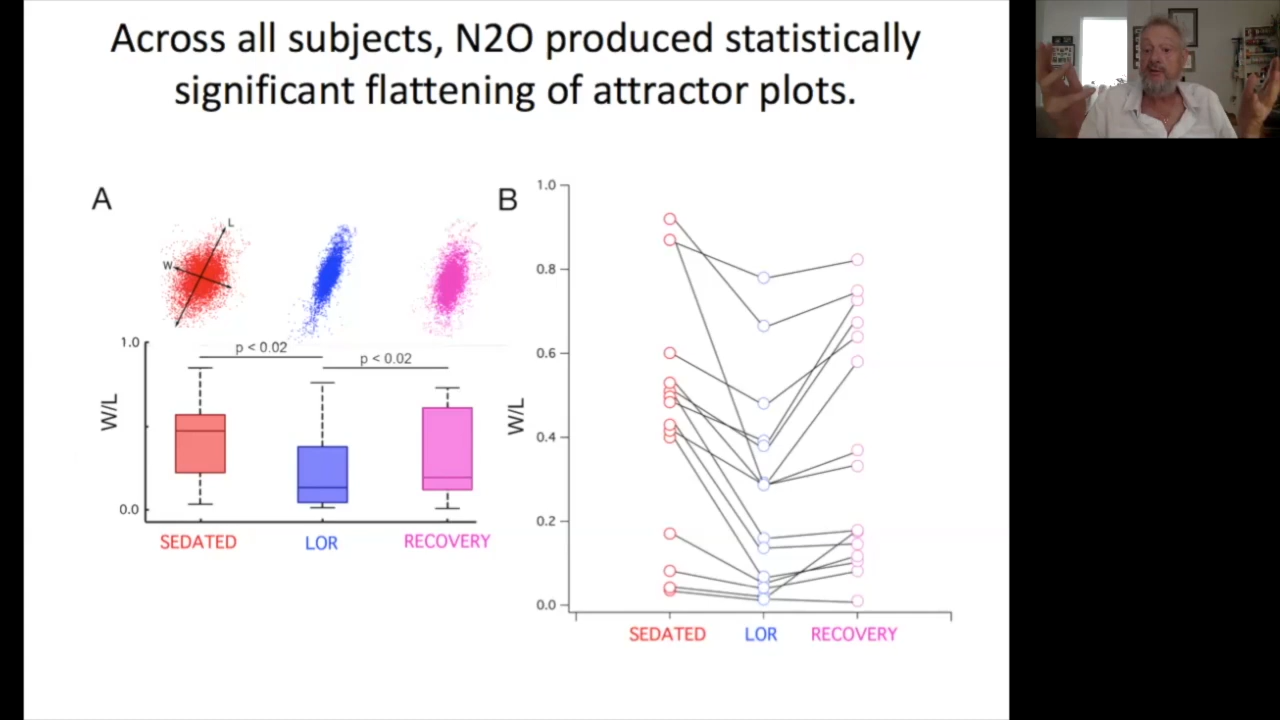 Across all subjects, N2O produced statistically
significant flattening of attractor plots.
A
L
W
1.0
p < 0.02
p < 0.02
W/L
0.0
SEDATED
LOR
RECOVERY
B
1.0
0.8
0.6
W/L
0.4
0.2
0.0
SEDATED
LOR
RECOVERY